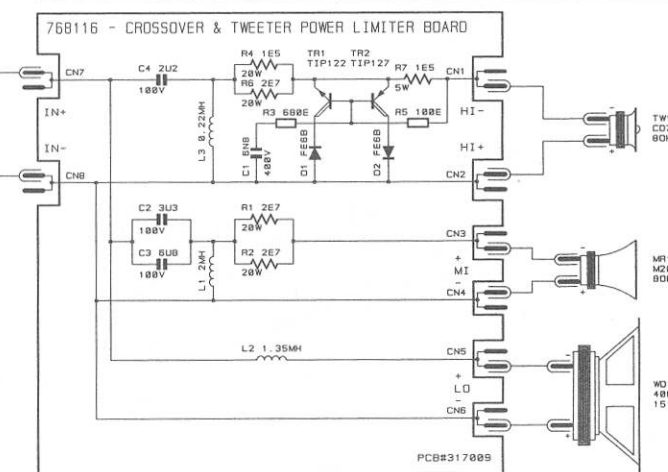 768116 - CROSSOVER & TWEETER POWER LIMITER BOARD
CN7
C4 2U2
100V
R4 1E5
20W
R6 2E7
20W
TR1 TR2
TIP122 TIP127
R7 1E5
5W
CN1
IN+
HI-
R3 680E
R5 100E
L3 0.22MH
C1 6N8
400V
D1 FE6B
D2 FE6B
IN-
HI+
CN8
CN2
C2 3U3
100V
C3 6U8
100V
R1 2E7
20W
R2 2E7
20W
L1 2MH
CN3
+
MI
-
CN4
L2 1.35MH
CN5
+
LO
-
CN6
PCB#317009
-
+
-
+
-
+